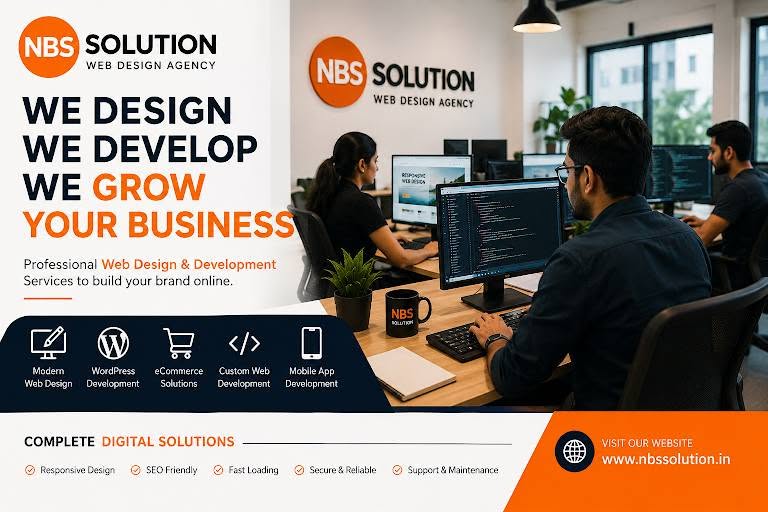 NBS SOLUTION
WEB DESIGN AGENCY
WE DESIGN
WE DEVELOP
WE GROW
YOUR BUSINESS
Professional Web Design & Development
Services to build your brand online.
Modern
Web Design
WordPress
Development
eCommerce
Solutions
Custom Web
Development
Mobile App
Development
NBS SOLUTION
WEB DESIGN AGENCY
RESPONSIVE
WEB DESIGN
NBS
SOLUTION
COMPLETE DIGITAL SOLUTIONS
Responsive Design
SEO Friendly
Fast Loading
Secure & Reliable
Support & Maintenance
VISIT OUR WEBSITE
www.nbssolution.in